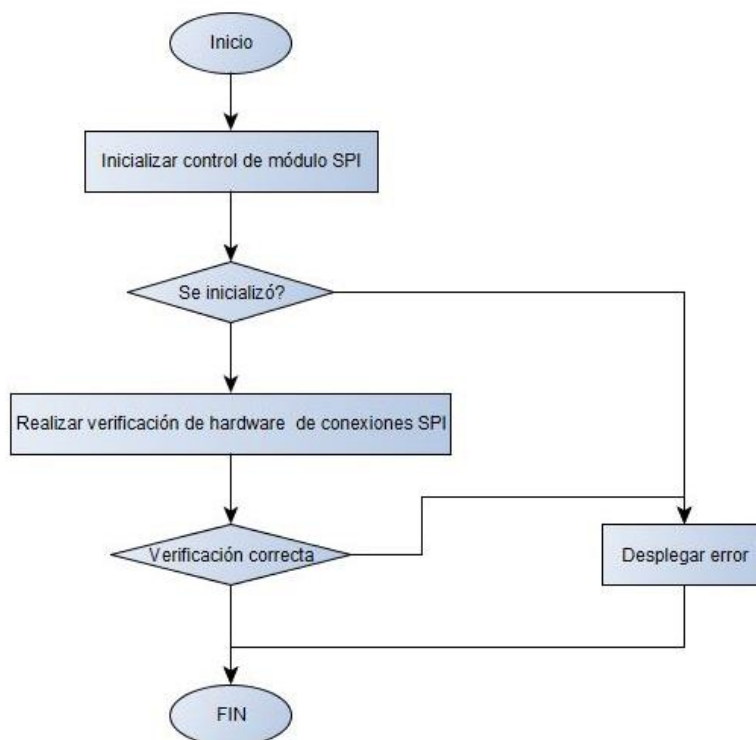 Inicio
Inicializar control de módulo SPI
Se inicializó?
Realizar verificación de hardware de conexiones SPI
Verificación correcta
Desplegar error
FIN